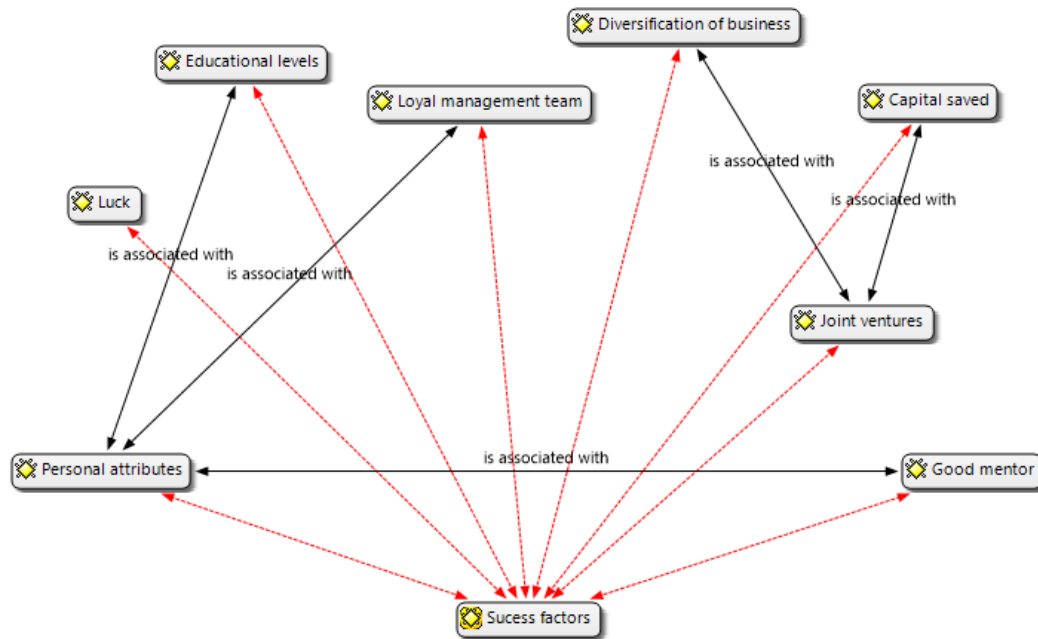 Diversification of business
Educational levels
Loyal management team
Capital saved
is associated with
is associated with
Luck
is associated with
is associated with
Joint ventures
is associated with
Personal attributes
Good mentor
Sucess factors